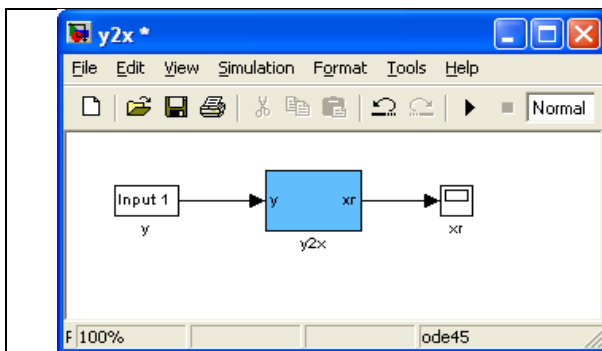 y2x *
File Edit View Simulation Format Tools Help
Normal
Input 1
y
y
xr
y2x
xr
F 100%
ode45